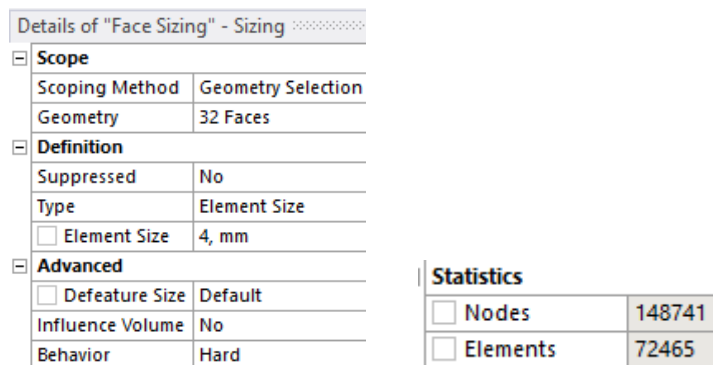 Details of "Face Sizing" - Sizing
Scope
Scoping Method Geometry Selection
Geometry 32 Faces
Definition
Suppressed No
Type Element Size
Element Size 4, mm
Advanced
Defeature Size Default
Influence Volume No
Behavior Hard
Statistics
Nodes 148741
Elements 72465